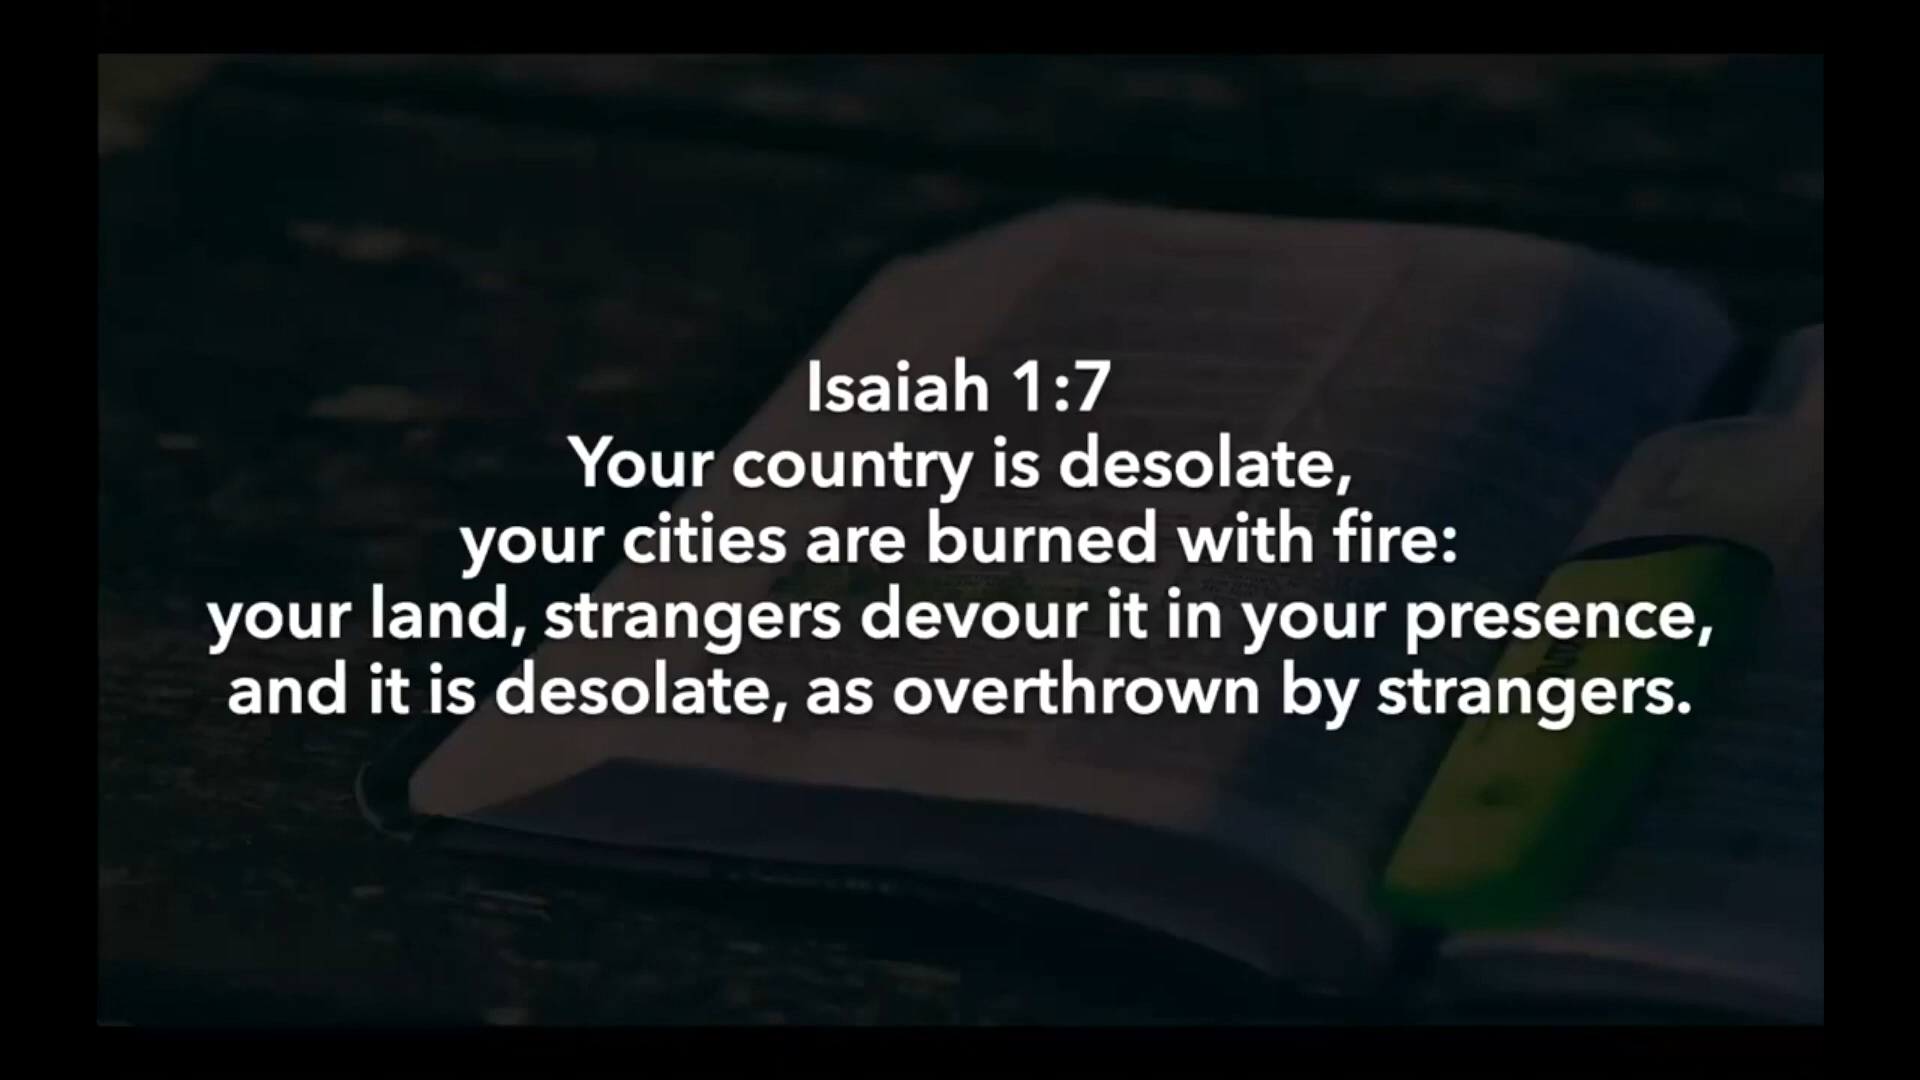 Isaiah 1:7
Your country is desolate,
your cities are burned with fire:
your land, strangers devour it in your presence,
and it is desolate, as overthrown by strangers.